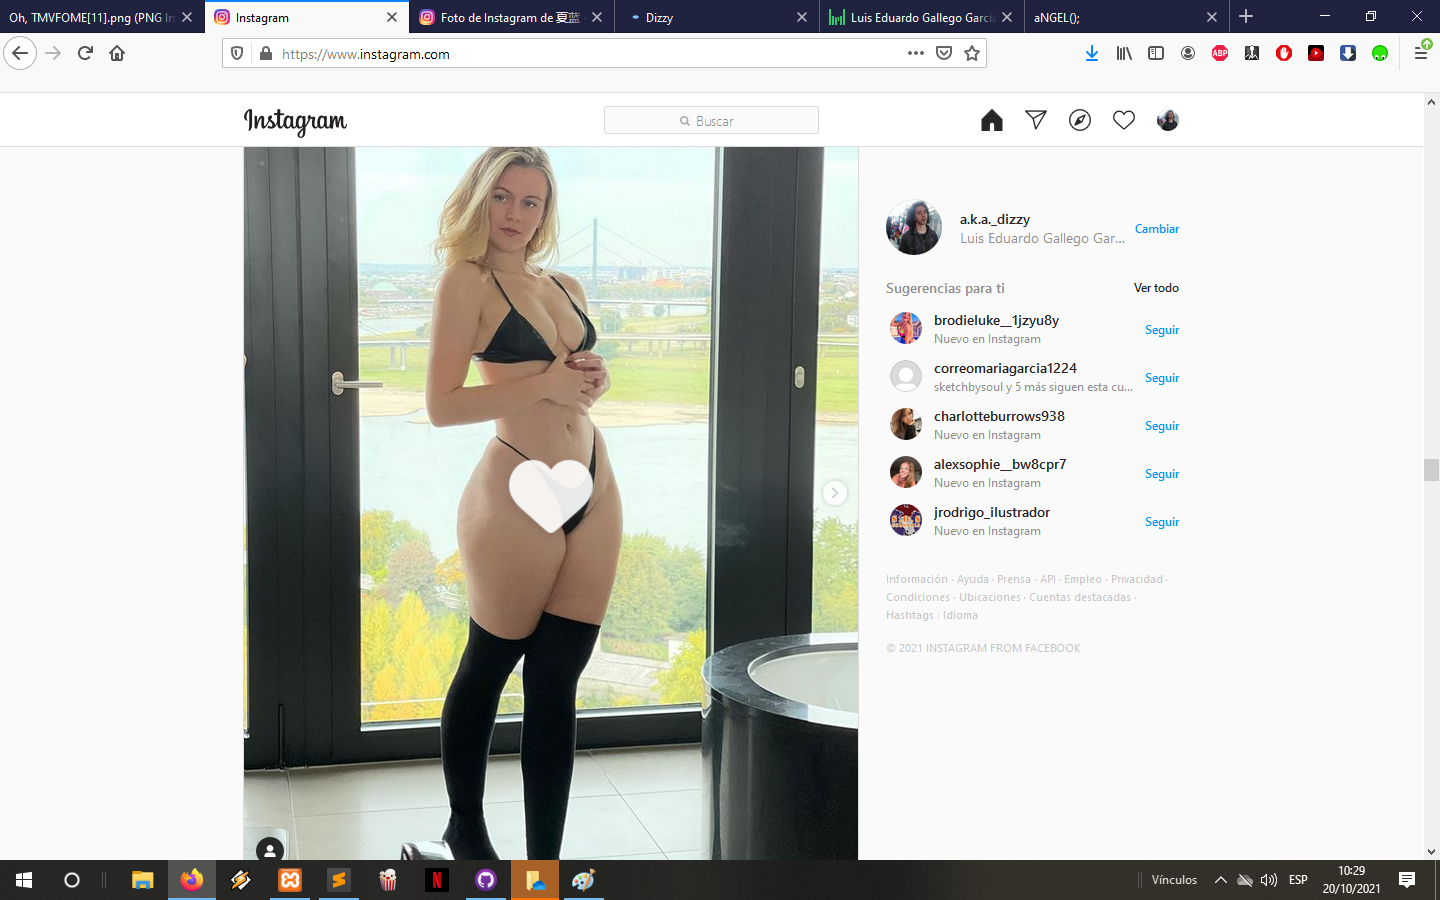 Oh, TMVFOME[11].png (PNG Im
Instagram
Foto de Instagram de 夏蓝
Dizzy
Luis Eduardo Gallego García
aNGEL();
https://www.instagram.com
ABP
Instagram
Buscar
a.k.a._dizzy
Luis Eduardo Gallego Gar...
Cambiar
Sugerencias para ti
Ver todo
brodieluke__1jzyu8y
Nuevo en Instagram
Seguir
correomariagarcia1224
sketchbysoul y 5 más siguen esta cu...
Seguir
charlotteburrows938
Nuevo en Instagram
Seguir
alexsophie__bw8cpr7
Nuevo en Instagram
Seguir
jrodrigo_ilustrador
Nuevo en Instagram
Seguir
Información · Ayuda · Prensa · API · Empleo · Privacidad ·
Condiciones · Ubicaciones · Cuentas destacadas ·
Hashtags · Idioma
© 2021 INSTAGRAM FROM FACEBOOK
Vínculos
ESP
10:29
20/10/2021